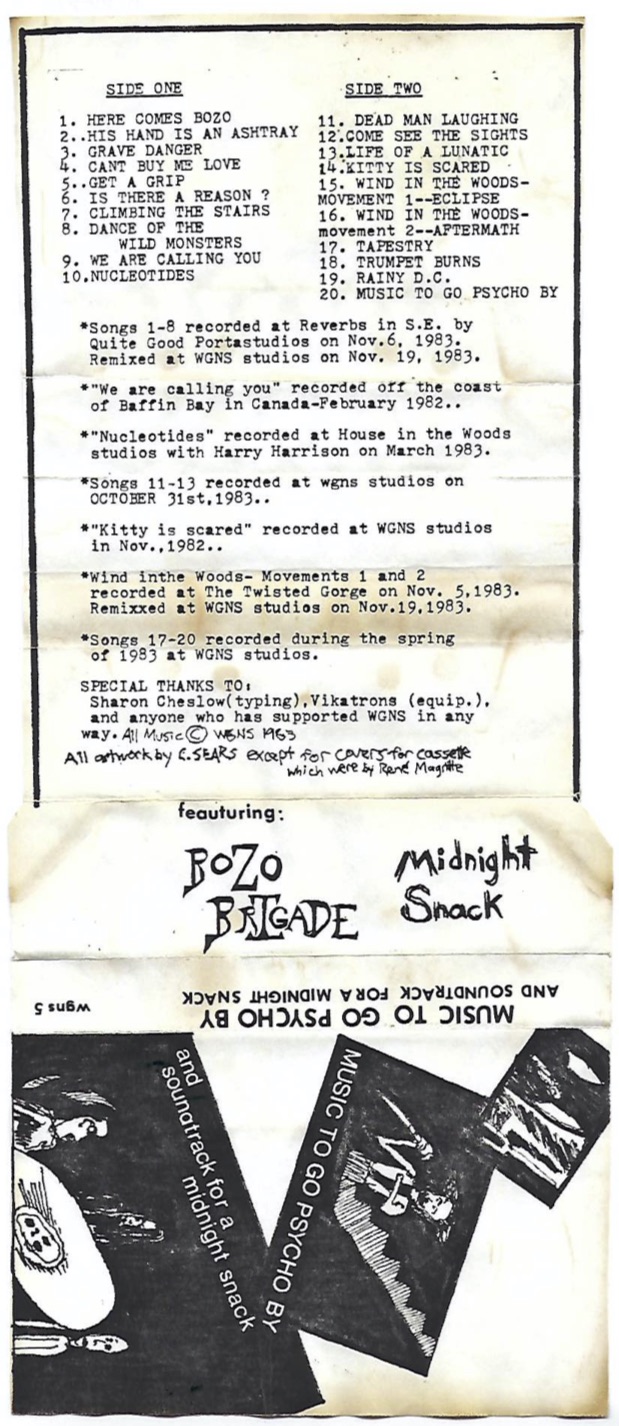 SIDE ONE
1. HERE COMES BOZO
2..HIS HAND IS AN ASHTRAY
3. GRAVE DANGER
4. CANT BUY ME LOVE
5..GET A GRIP
6. IS THERE A REASON ?
7. CLIMBING THE STAIRS
8. DANCE OF THE
WILD MONSTERS
9. WE ARE CALLING YOU
10.NUCLEOTIDES
SIDE TWO
11. DEAD MAN LAUGHING
12.COME SEE THE SIGHTS
13.LIFE OF A LUNATIC
14.KITTY IS SCARED
15. WIND IN THE WOODS-
MOVEMENT 1--ECLIPSE
16. WIND IN THE WOODS-
movement 2--AFTERMATH
17. TAPESTRY
18. TRUMPET BURNS
19. RAINY D.C.
20. MUSIC TO GO PSYCHO BY
*Songs 1-8 recorded at Reverbs in S.E. by
Quite Good Portastudios on Nov.6, 1983.
Remixed at WGNS studios on Nov. 19, 1983.
*"We are calling you" recorded off the coast
of Baffin Bay in Canada-February 1982..
*"Nucleotides" recorded at House in the Woods
studios with Harry Harrison on March 1983.
*Songs 11-13 recorded at wgns studios on
OCTOBER 31st,1983..
*"Kitty is scared" recorded at WGNS studios
in Nov.,1982..
*Wind inthe Woods- Movements 1 and 2
recorded at The Twisted Gorge on Nov. 5,1983.
Remixxed at WGNS studios on Nov.19,1983.
*Songs 17-20 recorded during the spring
of 1983 at WGNS studios.
SPECIAL THANKS TO:
Sharon Cheslow(typing),Vikatrons (equip.),
and anyone who has supported WGNS in any
way. All Music © WGNS 1983
All artwork by C. SEARS except for covers for cassette
which were by René Magritte
feauturing:
BOZO
BRIGADE
Midnight
Snack
MUSIC TO GO PSYCHO BY
AND SOUNDTRACK FOR A MIDNIGHT SNACK
wgns 5
MUSIC TO GO PSYCHO BY
and
soundtrack for a
midnight snack